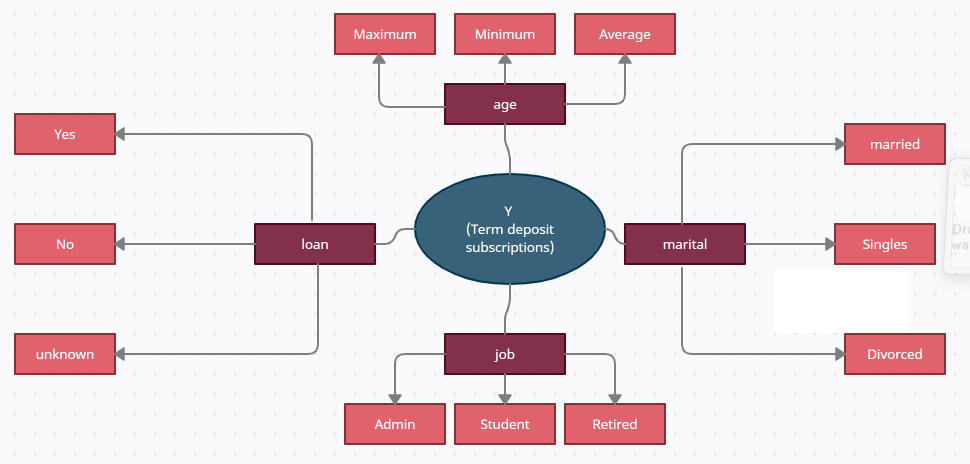 Maximum
Minimum
Average
age
Yes
married
Y
(Term deposit
subscriptions)
No
loan
marital
Singles
unknown
job
Divorced
Admin
Student
Retired